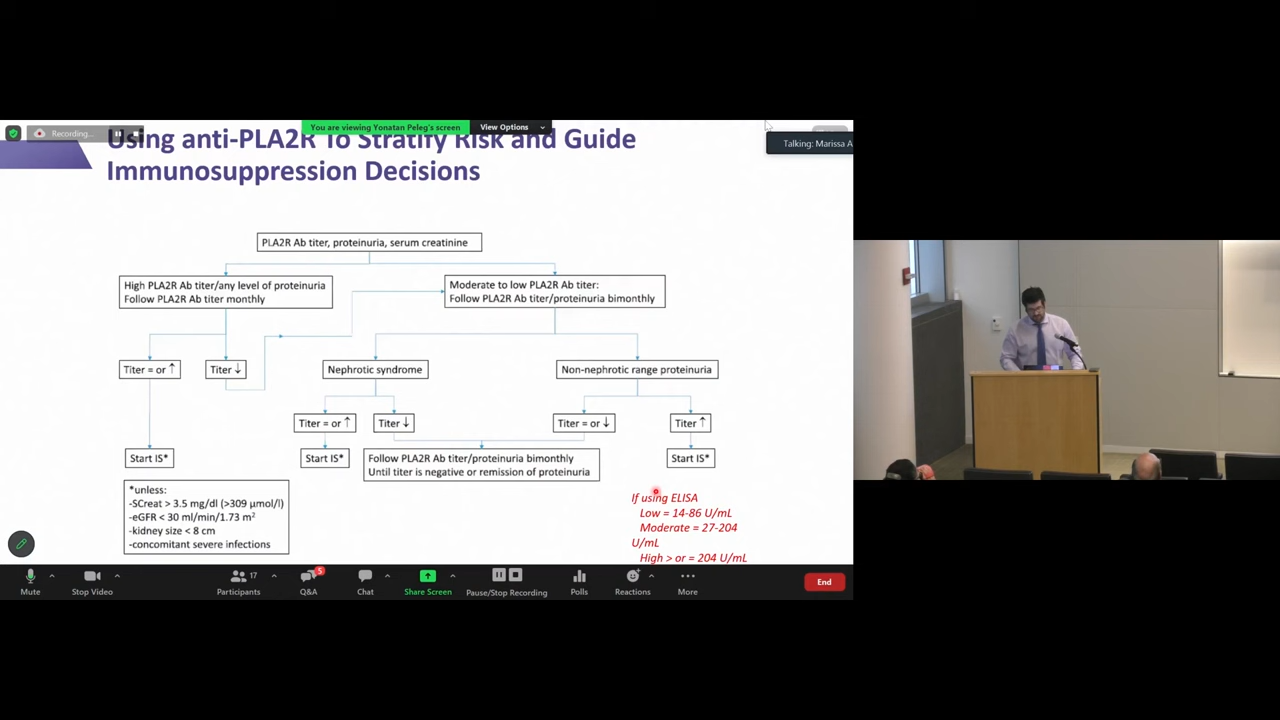 Recording...
You are viewing Yonatan Peleg's screen
View Options
Talking: Marissa A
Using anti-PLA2R To Stratify Risk and Guide
Immunosuppression Decisions
PLA2R Ab titer, proteinuria, serum creatinine
High PLA2R Ab titer/any level of proteinuria
Follow PLA2R Ab titer monthly
Moderate to low PLA2R Ab titer:
Follow PLA2R Ab titer/proteinuria bimonthly
Titer = or ↑
Titer ↓
Nephrotic syndrome
Non-nephrotic range proteinuria
Titer = or ↑
Titer ↓
Titer = or ↓
Titer ↑
Start IS*
Start IS*
Follow PLA2R Ab titer/proteinuria bimonthly
Until titer is negative or remission of proteinuria
Start IS*
*unless:
-SCreat > 3.5 mg/dl (>309 µmol/l)
-eGFR < 30 ml/min/1.73 m²
-kidney size < 8 cm
-concomitant severe infections
If using ELISA
Low = 14-86 U/mL
Moderate = 27-204
U/mL
High > or = 204 U/mL
Mute
Stop Video
17
Participants
5
Q&A
Chat
Share Screen
Pause/Stop Recording
Polls
Reactions
More
End